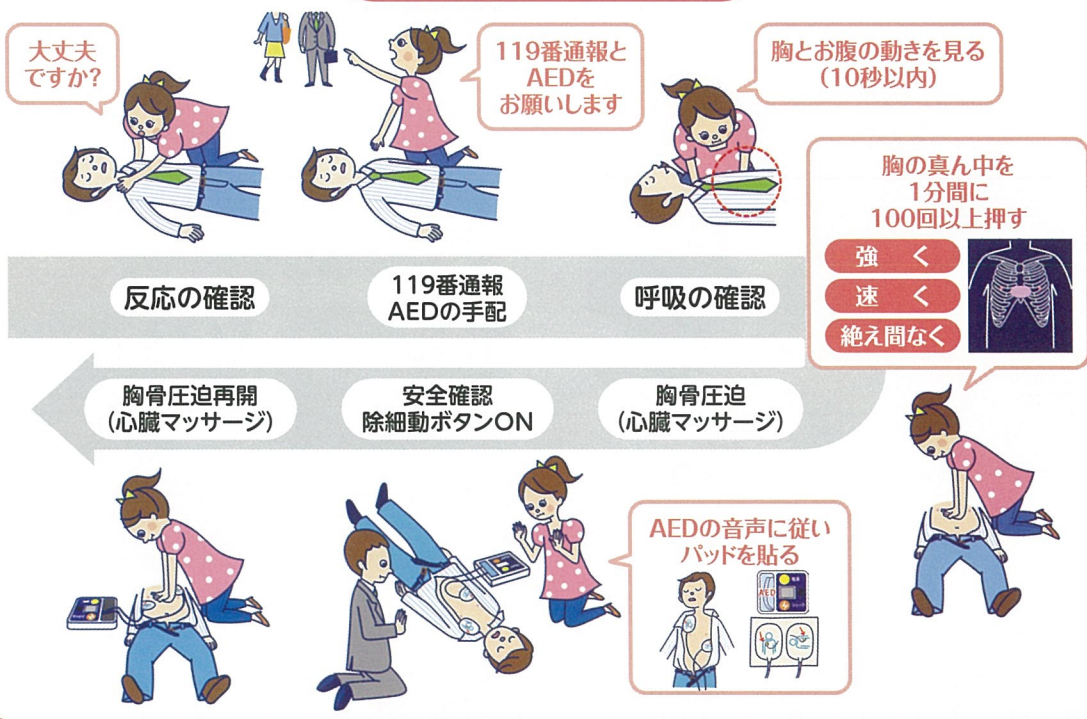 大丈夫
ですか?
119番通報と
AEDを
お願いします
胸とお腹の動きを見る
(10秒以内)
胸の真ん中を
1分間に
100回以上押す
強く
速く
絶え間なく
反応の確認
119番通報
AEDの手配
呼吸の確認
胸骨圧迫
(心臓マッサージ)
安全確認
除細動ボタンON
胸骨圧迫再開
(心臓マッサージ)
AEDの音声に従い
パッドを貼る
AED